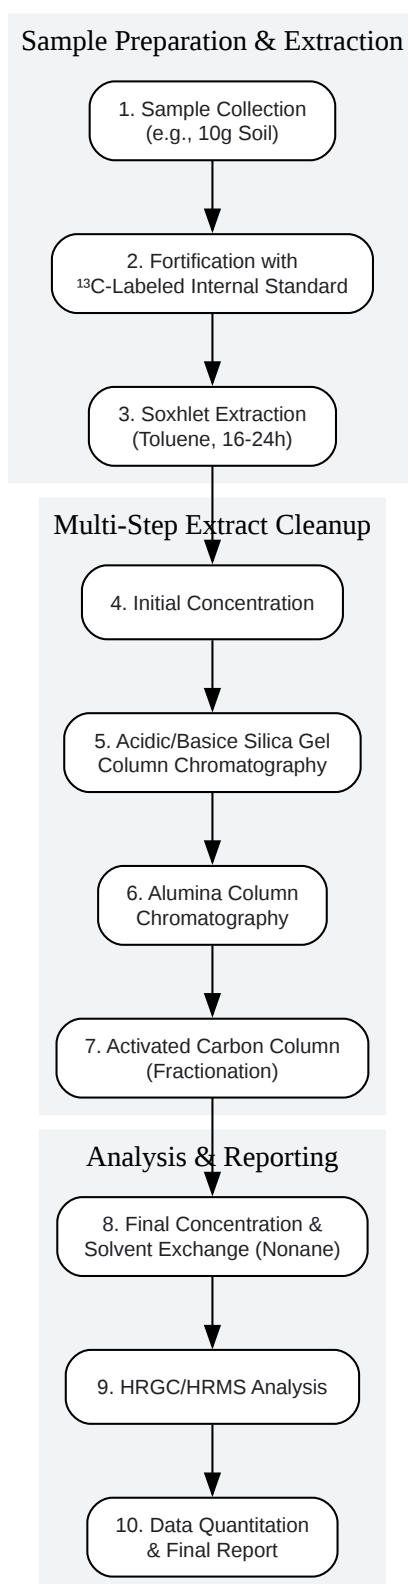 Sample Preparation & Extraction
1. Sample Collection
(e.g., 10g Soil)
2. Fortification with
¹³C-Labeled Internal Standard
3. Soxhlet Extraction
(Toluene, 16-24h)
Multi-Step Extract Cleanup
4. Initial Concentration
5. Acidic/Basice Silica Gel
Column Chromatography
6. Alumina Column
Chromatography
7. Activated Carbon Column
(Fractionation)
Analysis & Reporting
8. Final Concentration &
Solvent Exchange (Nonane)
9. HRGC/HRMS Analysis
10. Data Quantitation
& Final Report